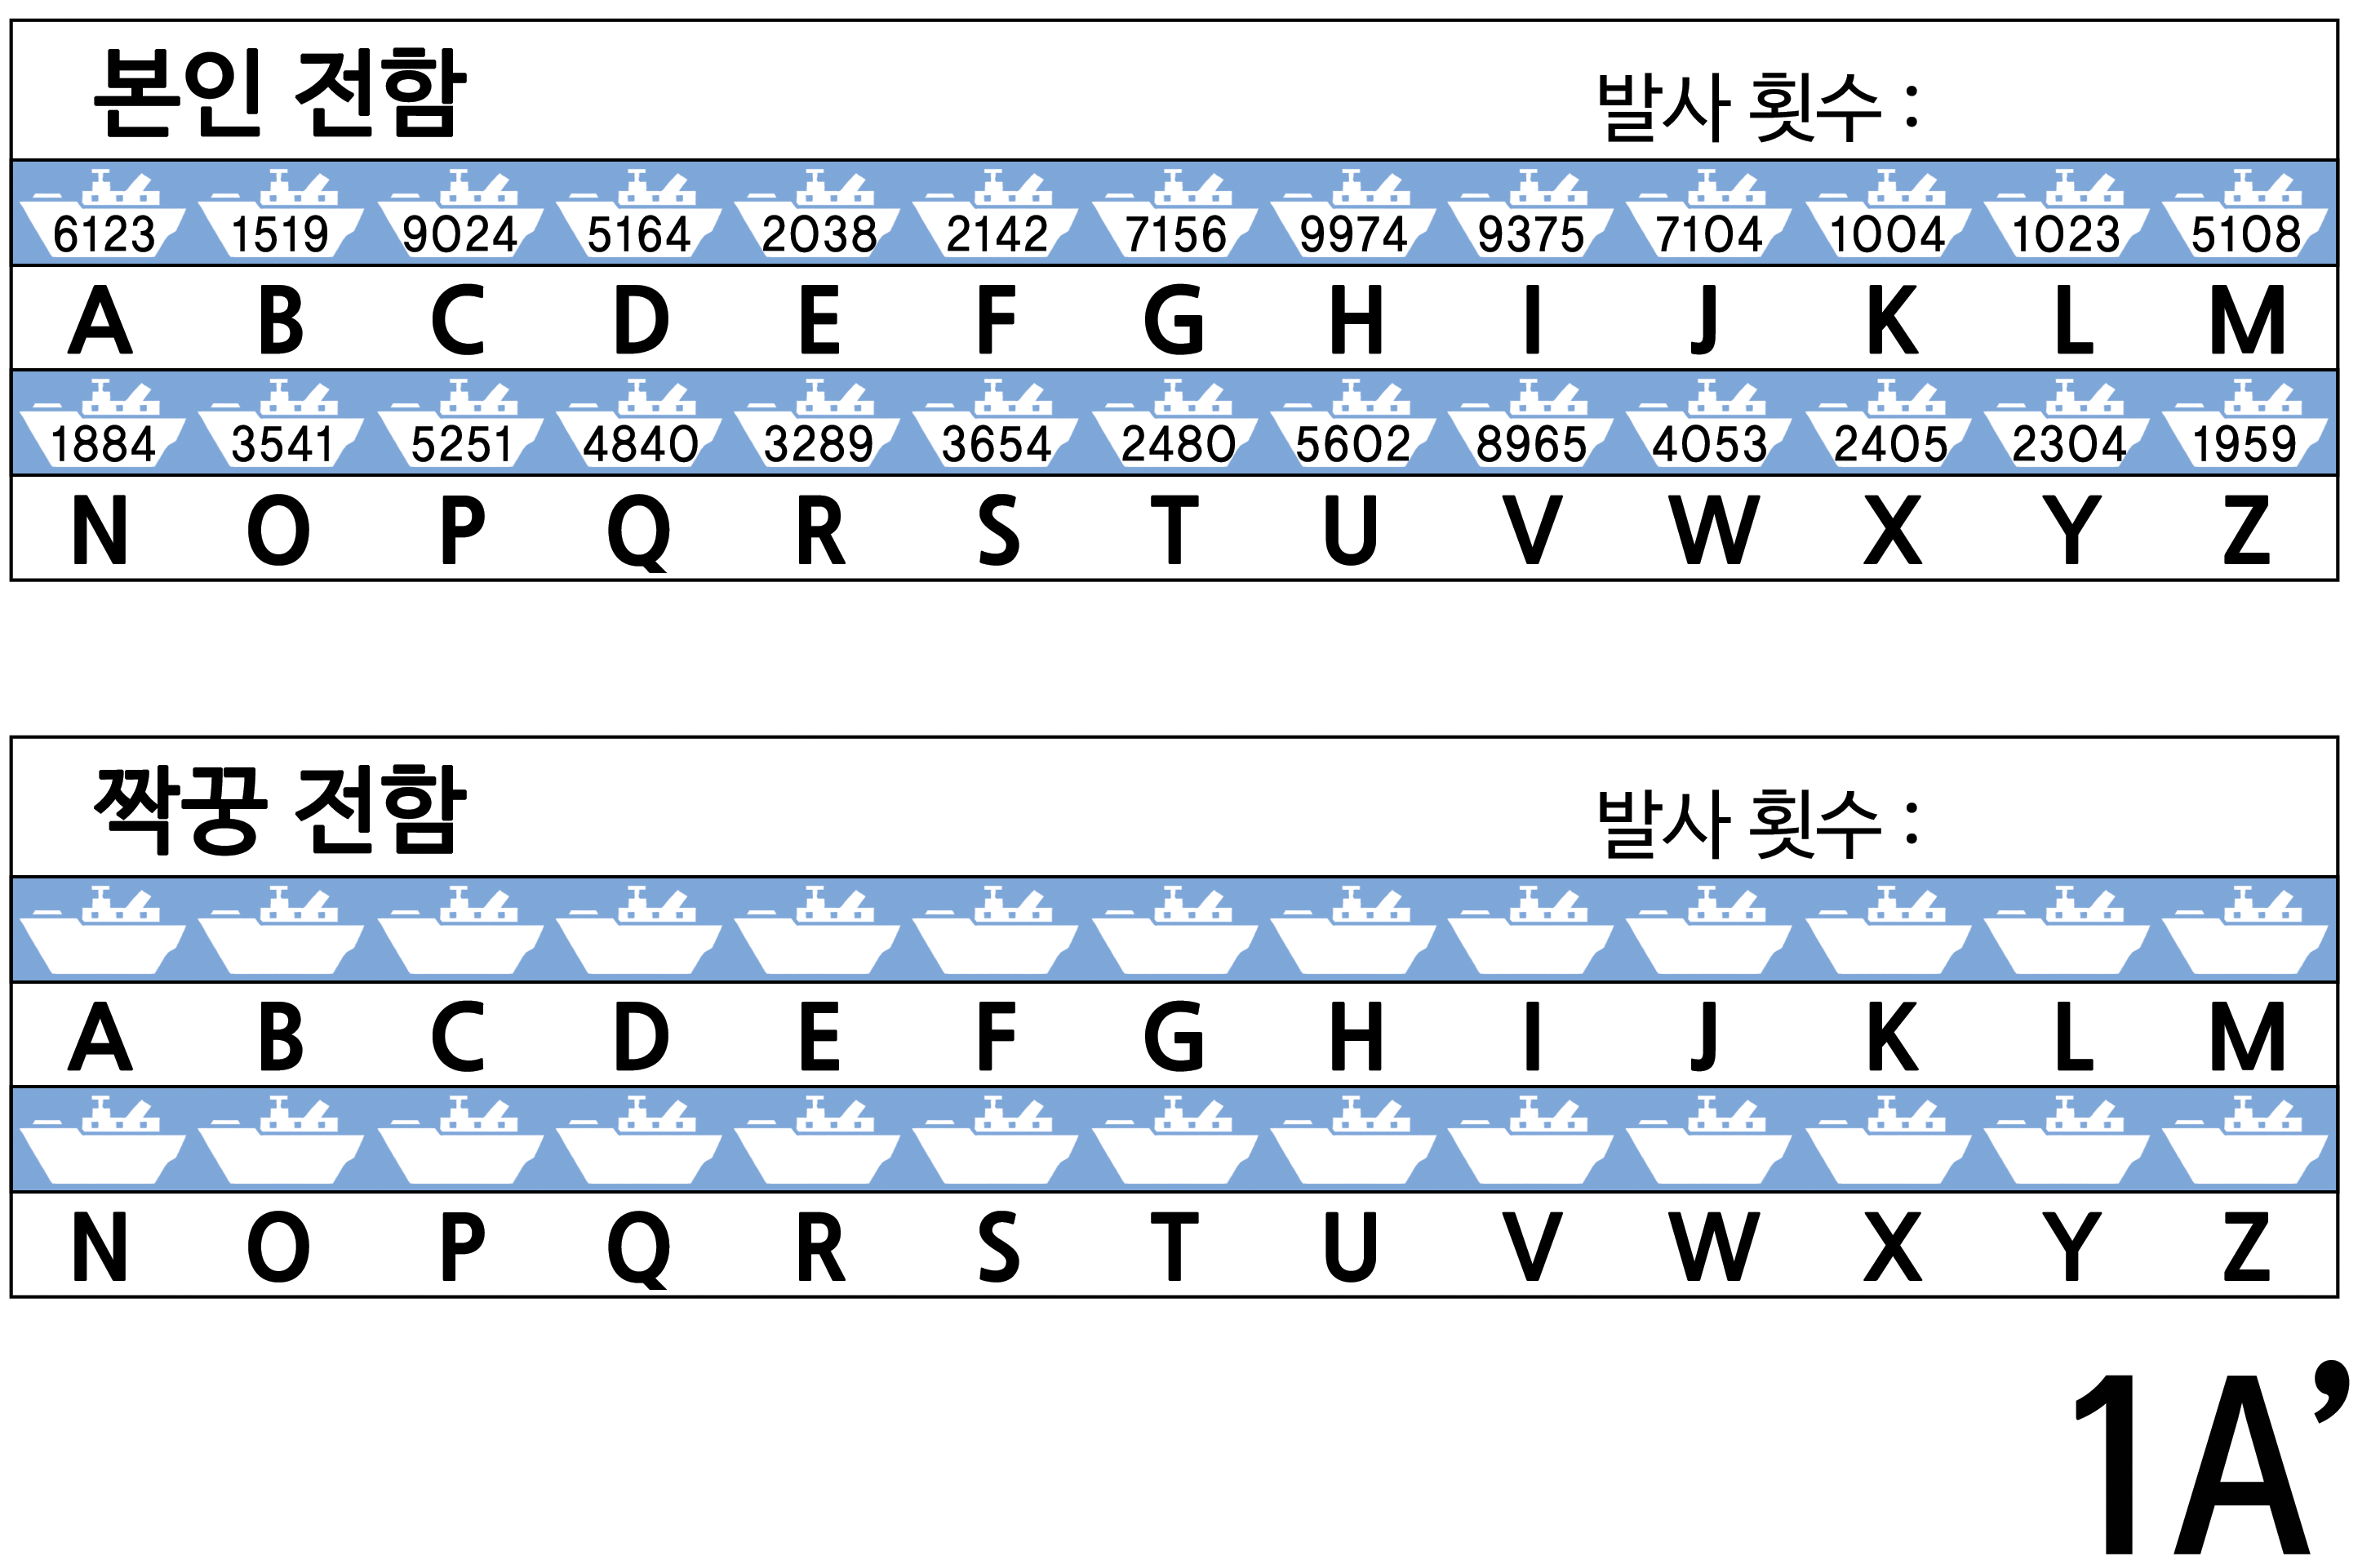 본인 전함 발사 횟수 :
6123 1519 9024 5164 2038 2142 7156 9974 9375 7104 1004 1023 5108
A B C D E F G H I J K L M
1884 3541 5251 4840 3289 3654 2480 5602 8965 4053 2405 2304 1959
N O P Q R S T U V W X Y Z
짝꿍 전함 발사 횟수 :
A B C D E F G H I J K L M
N O P Q R S T U V W X Y Z
1A’